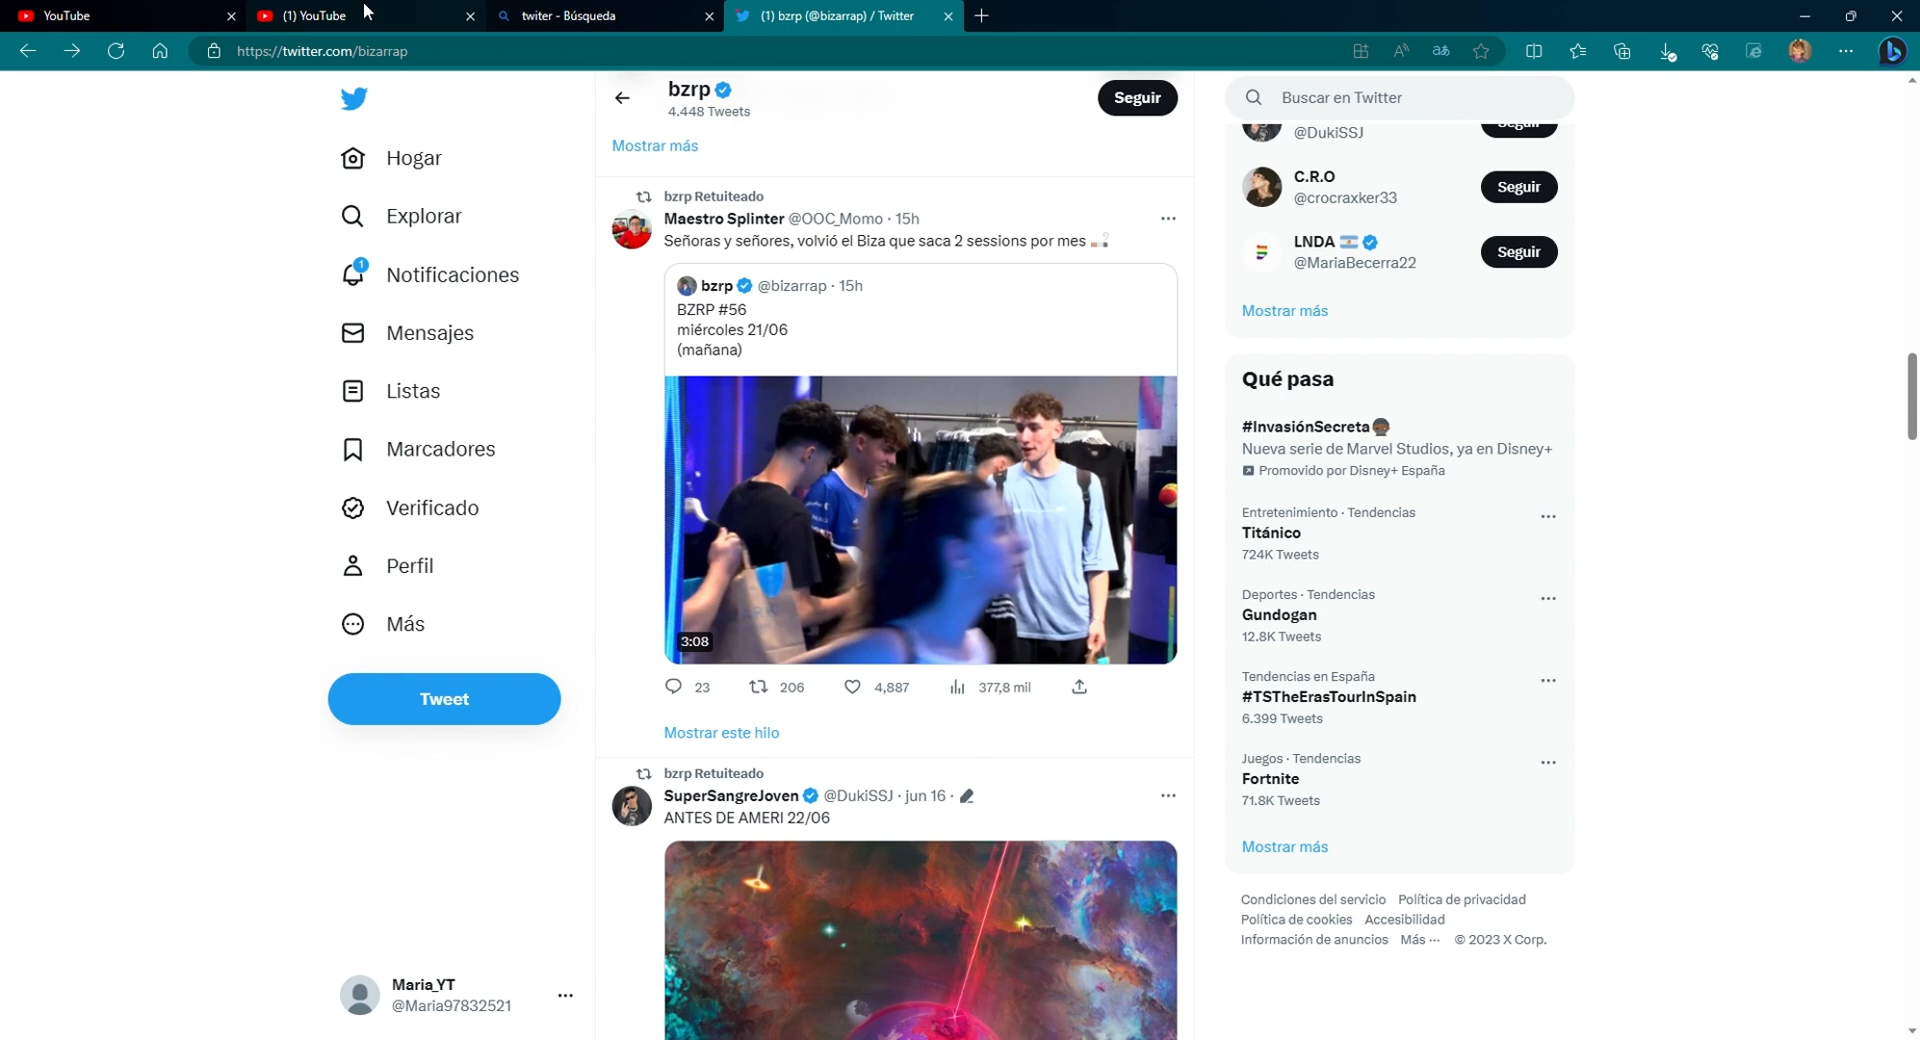 YouTube
(1) YouTube
twiter - Búsqueda
(1) bzrp (@bizarrap) / Twitter
https://twitter.com/bizarrap
Hogar
Explorar
1
Notificaciones
Mensajes
Listas
Marcadores
Verificado
Perfil
Más
Tweet
Maria_YT
@Maria97832521
bzrp
4.448 Tweets
Seguir
Mostrar más
bzrp Retuiteado
Maestro Splinter @OOC_Momo · 15h
Señoras y señores, volvió el Biza que saca 2 sessions por mes
bzrp @bizarrap · 15h
BZRP #56
miércoles 21/06
(mañana)
3:08
23 206 4,887 377,8 mil
Mostrar este hilo
bzrp Retuiteado
SuperSangreJoven @DukiSSJ · jun 16 ·
ANTES DE AMERI 22/06
Buscar en Twitter
@DukiSSJ
Seguir
C.R.O
@crocraxker33
Seguir
LNDA
@MariaBecerra22
Seguir
Mostrar más
Qué pasa
#InvasiónSecreta
Nueva serie de Marvel Studios, ya en Disney+
Promovido por Disney+ España
Entretenimiento · Tendencias
Titánico
724K Tweets
Deportes · Tendencias
Gundogan
12.8K Tweets
Tendencias en España
#TSTheErasTourInSpain
6.399 Tweets
Juegos · Tendencias
Fortnite
71.8K Tweets
Mostrar más
Condiciones del servicio Política de privacidad
Política de cookies Accesibilidad
Información de anuncios Más ··· © 2023 X Corp.